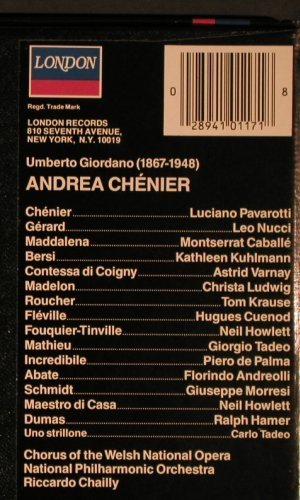 LONDON
Regd. Trade Mark
LONDON RECORDS
810 SEVENTH AVENUE,
NEW YORK, N.Y. 10019
0 28941 01171 8
Umberto Giordano (1867-1948)
ANDREA CHÉNIER
Chénier Luciano Pavarotti
Gérard Leo Nucci
Maddalena Montserrat Caballé
Bersi Kathleen Kuhlmann
Contessa di Coigny Astrid Varnay
Madelon Christa Ludwig
Roucher Tom Krause
Fléville Hugues Cuenod
Fouquier-Tinville Neil Howlett
Mathieu Giorgio Tadeo
Incredibile Piero de Palma
Abate Florindo Andreolli
Schmidt Giuseppe Morresi
Maestro di Casa Neil Howlett
Dumas Ralph Hamer
Uno strillone Carlo Tadeo
Chorus of the Welsh National Opera
National Philharmonic Orchestra
Riccardo Chailly